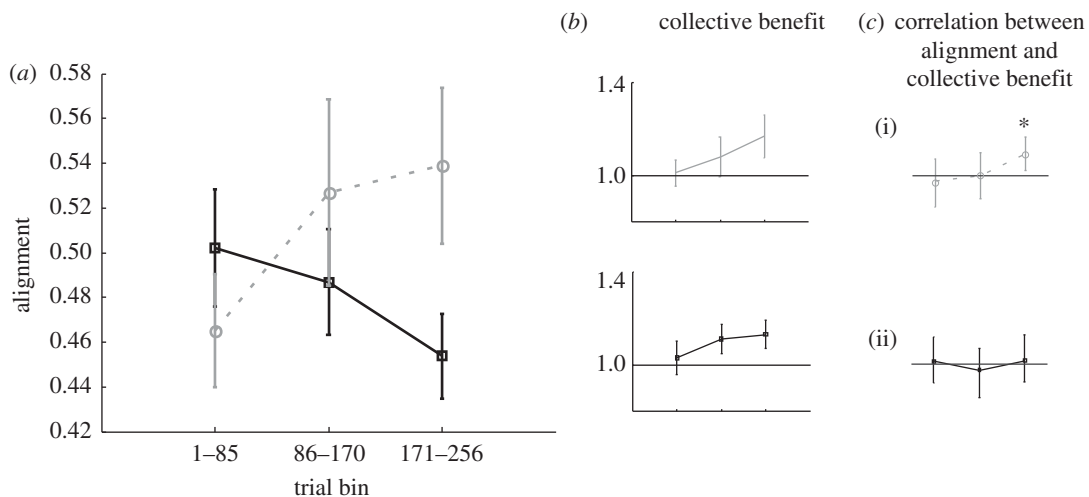 (a)
0.58
0.56
0.54
0.52
0.50
0.48
0.46
0.44
0.42
alignment
1–85 86–170 171–256
trial bin
(b) collective benefit
1.4
1.0
1.4
1.0
(c) correlation between
alignment and
collective benefit
(i)
*
(ii)